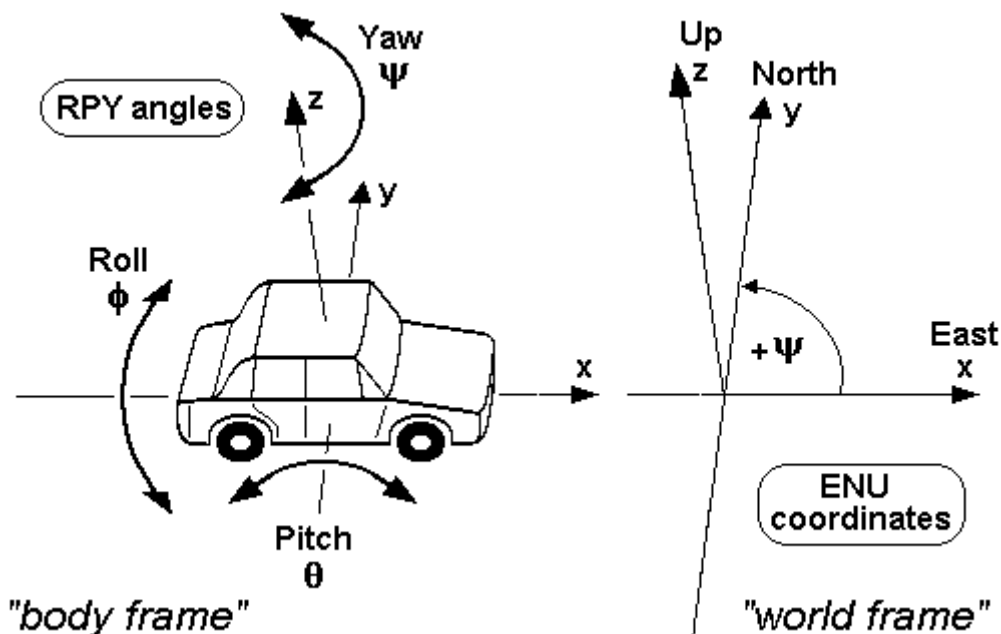 Yaw
ψ
z
RPY angles
y
Roll
ϕ
x
Pitch
θ
"body frame"
Up
z
North
y
+ψ
East
x
ENU
coordinates
"world frame"